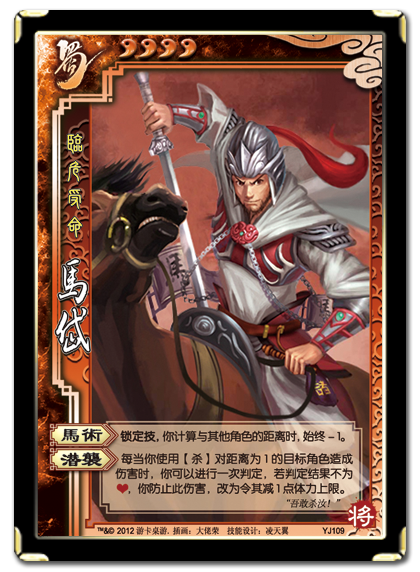 蜀
臨危受命
馬岱
馬
馬術 锁定技,你计算与其他角色的距离时,始终-1。
潜襲 每当你使用【杀】对距离为1的目标角色造成
伤害时,你可以进行一次判定,若判定结果不为
♥,你防止此伤害,改为令其减1点体力上限。
“吾敢杀汝!”
将
™&© 2012 游卡桌游. 插画:大佬荣 技能设计:凌天翼 YJ109